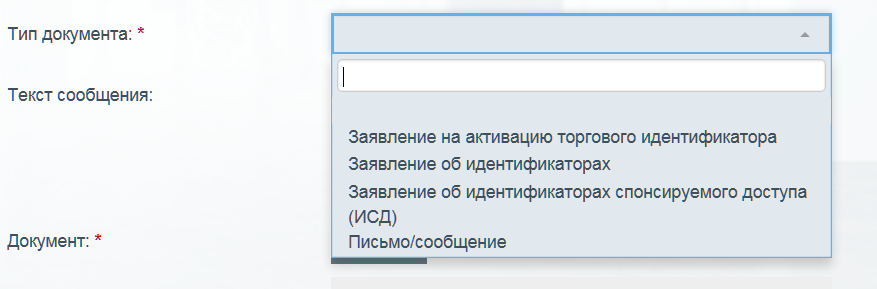 Тип документа: *
Текст сообщения:
Заявление на активацию торгового идентификатора
Заявление об идентификаторах
Заявление об идентификаторах спонсируемого доступа
(ИСД)
Письмо/сообщение
Документ: *